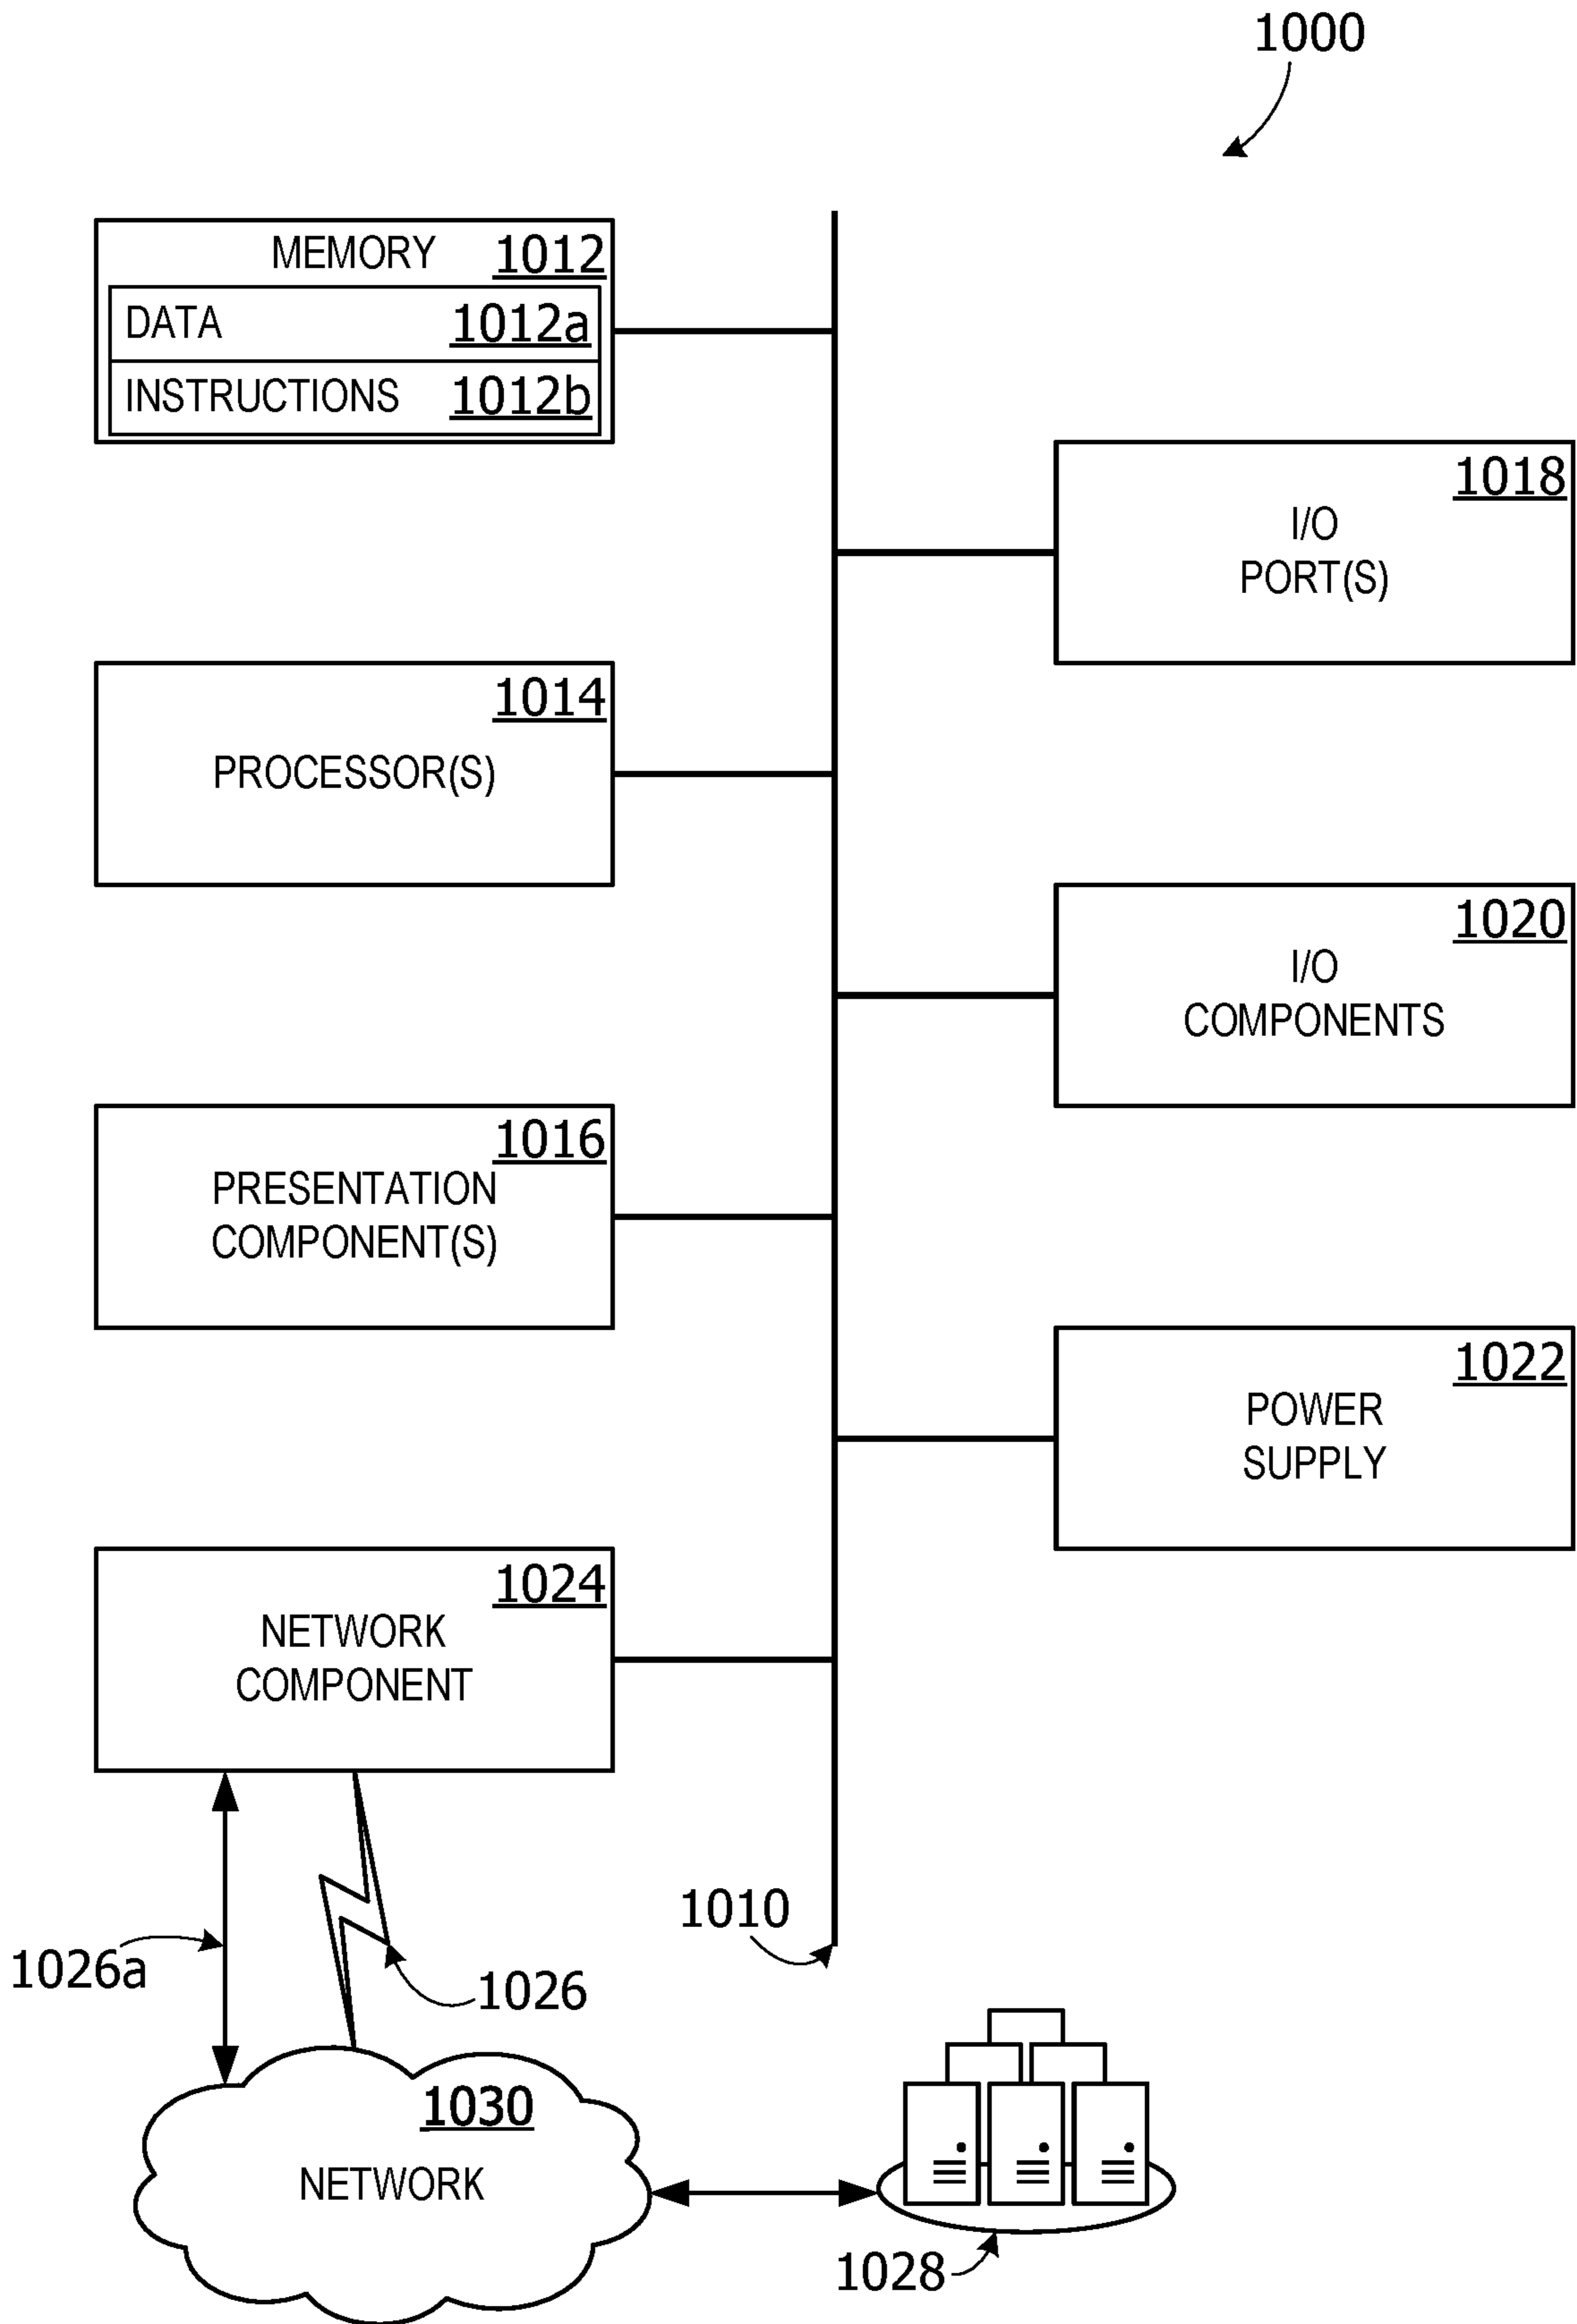 1000
MEMORY 1012
DATA 1012a
INSTRUCTIONS 1012b
1018
I/O
PORT(S)
1014
PROCESSOR(S)
1020
I/O
COMPONENTS
1016
PRESENTATION
COMPONENT(S)
1022
POWER
SUPPLY
1024
NETWORK
COMPONENT
1010
1026a
1026
1030
NETWORK
1028